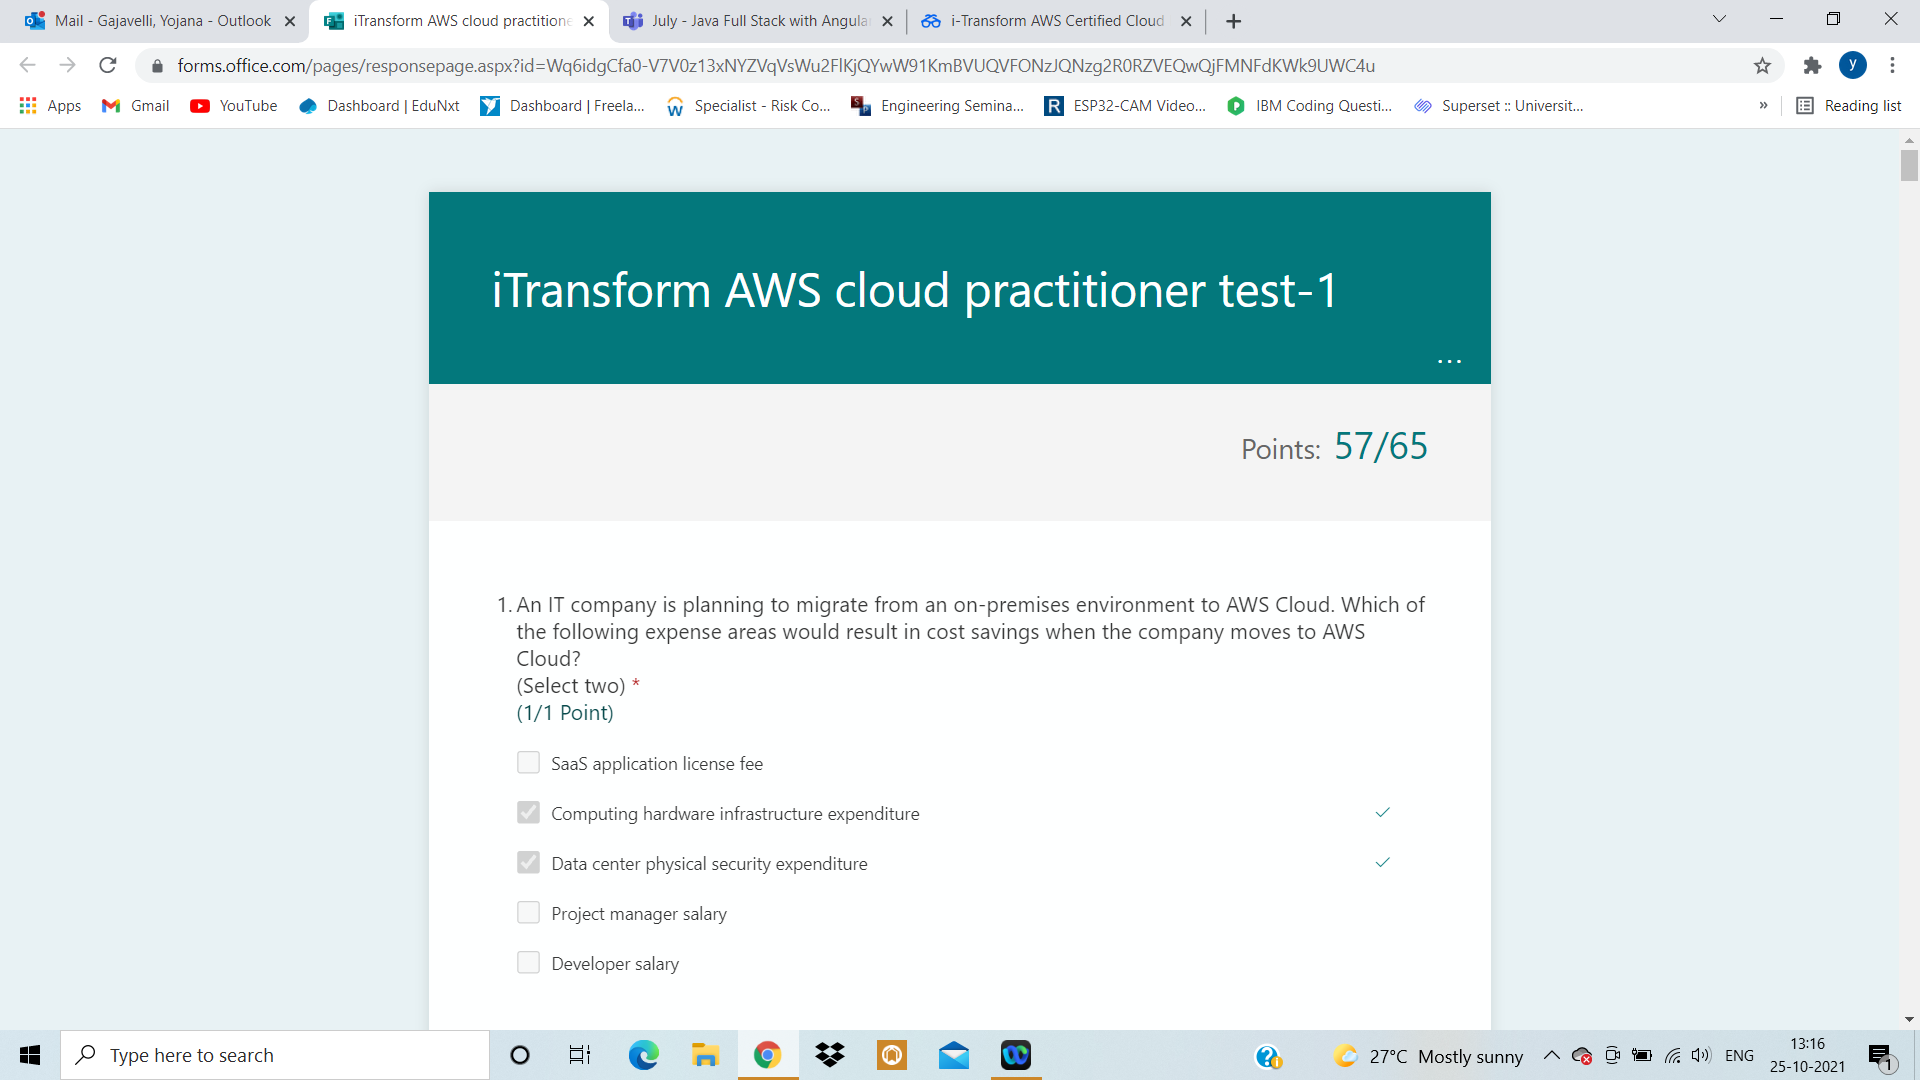 Mail - Gajavelli, Yojana - Outlook
iTransform AWS cloud practitione
July - Java Full Stack with Angula
i-Transform AWS Certified Cloud
forms.office.com/pages/responsepage.aspx?id=Wq6idgCfa0-V7V0z13xNYZVqVsWu2FlKjQYwW91KmBVUQVFONzJQNzg2R0RZVEQwQjFMNFdKWk9UWC4u
y
Apps
Gmail
YouTube
Dashboard | EduNxt
Dashboard | Freela...
Specialist - Risk Co...
Engineering Semina...
ESP32-CAM Video...
IBM Coding Questi...
Superset :: Universit...
»
Reading list
iTransform AWS cloud practitioner test-1
...
Points: 57/65
1. An IT company is planning to migrate from an on-premises environment to AWS Cloud. Which of
the following expense areas would result in cost savings when the company moves to AWS
Cloud?
(Select two) *
(1/1 Point)
SaaS application license fee
Computing hardware infrastructure expenditure
Data center physical security expenditure
Project manager salary
Developer salary
Type here to search
27°C Mostly sunny
ENG
13:16
25-10-2021
1